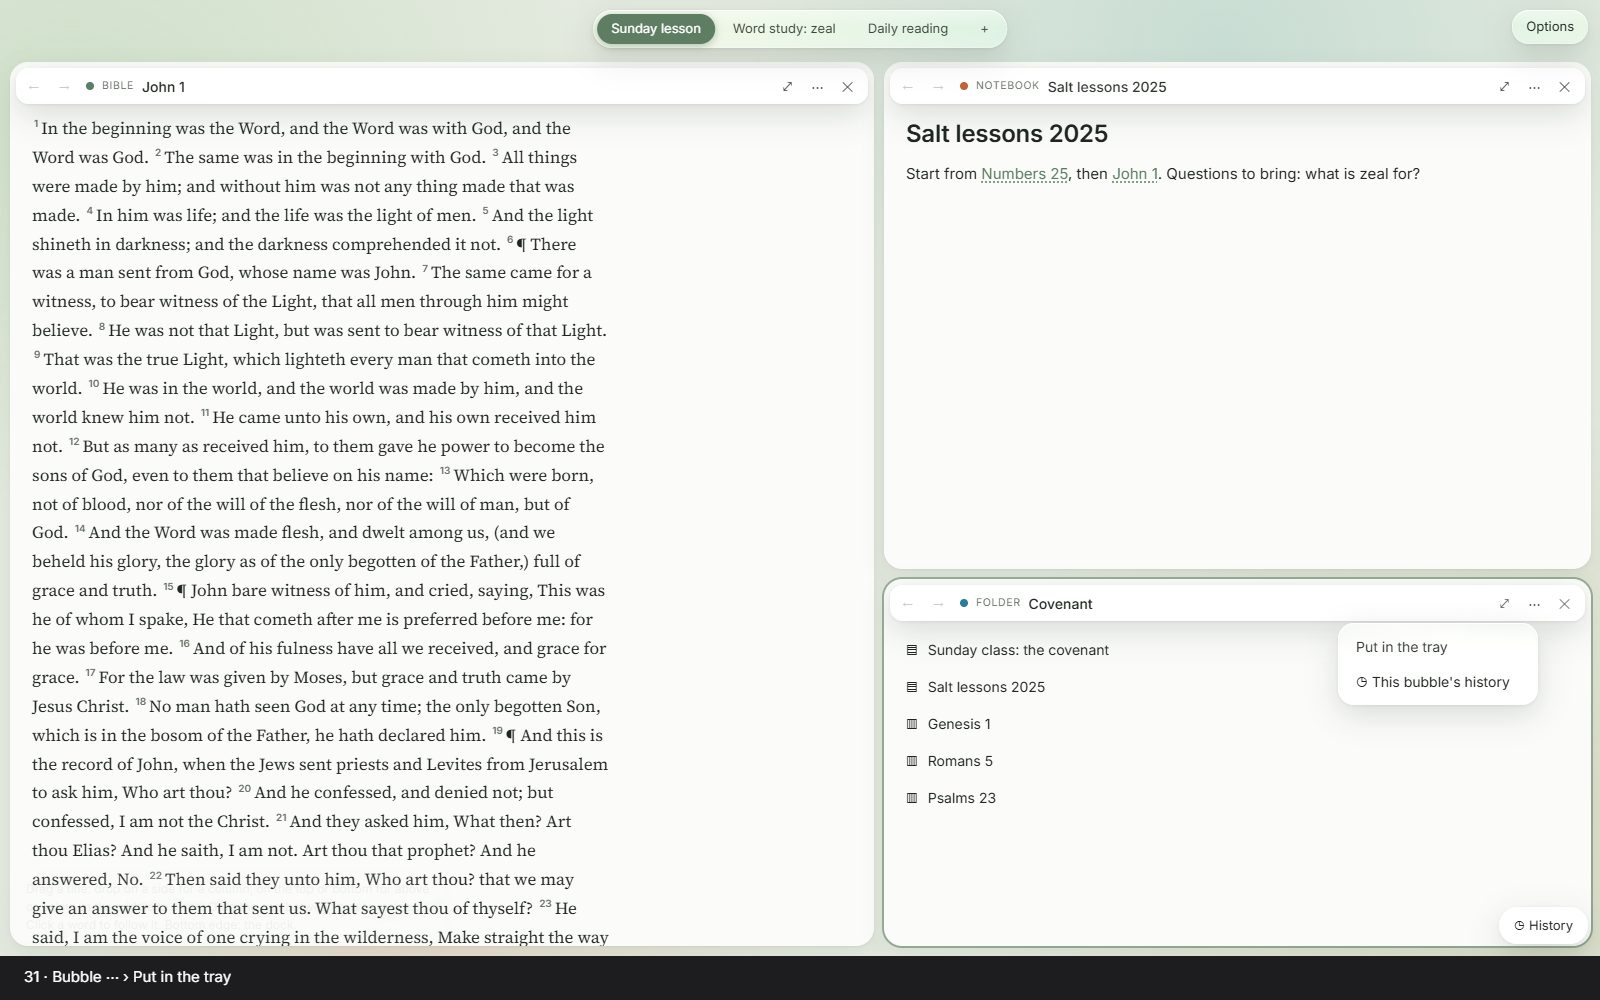 Sunday lesson Word study: zeal Daily reading +
Options
← → BIBLE John 1
1 In the beginning was the Word, and the Word was with God, and the
Word was God. 2 The same was in the beginning with God. 3 All things
were made by him; and without him was not any thing made that was
made. 4 In him was life; and the life was the light of men. 5 And the light
shineth in darkness; and the darkness comprehended it not. 6 ¶ There
was a man sent from God, whose name was John. 7 The same came for a
witness, to bear witness of the Light, that all men through him might
believe. 8 He was not that Light, but was sent to bear witness of that Light.
9 That was the true Light, which lighteth every man that cometh into the
world. 10 He was in the world, and the world was made by him, and the
world knew him not. 11 He came unto his own, and his own received him
not. 12 But as many as received him, to them gave he power to become the
sons of God, even to them that believe on his name: 13 Which were born,
not of blood, nor of the will of the flesh, nor of the will of man, but of
God. 14 And the Word was made flesh, and dwelt among us, (and we
beheld his glory, the glory as of the only begotten of the Father,) full of
grace and truth. 15 ¶ John bare witness of him, and cried, saying, This was
he of whom I spake, He that cometh after me is preferred before me: for
he was before me. 16 And of his fulness have all we received, and grace for
grace. 17 For the law was given by Moses, but grace and truth came by
Jesus Christ. 18 No man hath seen God at any time; the only begotten Son,
which is in the bosom of the Father, he hath declared him. 19 ¶ And this is
the record of John, when the Jews sent priests and Levites from Jerusalem
to ask him, Who art thou? 20 And he confessed, and denied not; but
confessed, I am not the Christ. 21 And they asked him, What then? Art
thou Elias? And he saith, I am not. Art thou that prophet? And he
answered, No. 22 Then said they unto him, Who art thou? that we may
give an answer to them that sent us. What sayest thou of thyself? 23 He
said, I am the voice of one crying in the wilderness, Make straight the way
← → NOTEBOOK Salt lessons 2025
Salt lessons 2025
Start from Numbers 25, then John 1. Questions to bring: what is zeal for?
← → FOLDER Covenant
Sunday class: the covenant
Salt lessons 2025
Genesis 1
Romans 5
Psalms 23
Put in the tray
This bubble's history
History
31 · Bubble ··· › Put in the tray